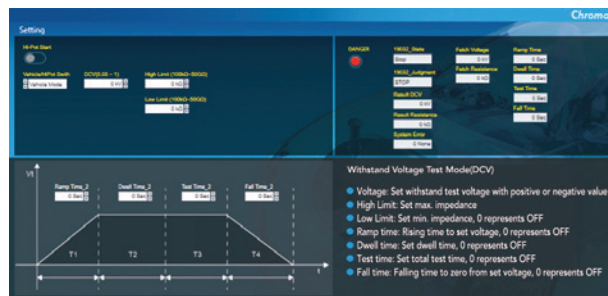 Chroma
Setting
Hi-Pot Start
Vehicle/HiPot Swith
Vehicle Mode
DCV(0.05 ~ 1)
0 kV
High Limit (100kΩ~50GΩ)
0 kΩ
Low Limit (100kΩ~50GΩ)
0 kΩ
DANGER
19032_State
Stop
19032_Judgment
STOP
Result DCV
0 kV
Result Resistance
0 kΩ
System Error
0 None
Fetch Voltage
0 kV
Fetch Resistance
0 kΩ
Ramp Time
0 Sec
Dwell Time
0 Sec
Test Time
0 Sec
Fall Time
0 Sec
Vt
Ramp Time_2
0 Sec
Dwell Time_2
0 Sec
Test Time_2
0 Sec
Fall Time_2
0 Sec
T1
T2
T3
T4
t
Withstand Voltage Test Mode(DCV)
Voltage: Set withstand test voltage with positive or negative value
High Limit: Set max. impedance
Low Limit: Set min. impedance, 0 represents OFF
Ramp time: Rising time to set voltage, 0 represents OFF
Dwell time: Set dwell time, 0 represents OFF
Test time: Set total test time, 0 represents OFF
Fall time: Falling time to zero from set voltage, 0 represents OFF